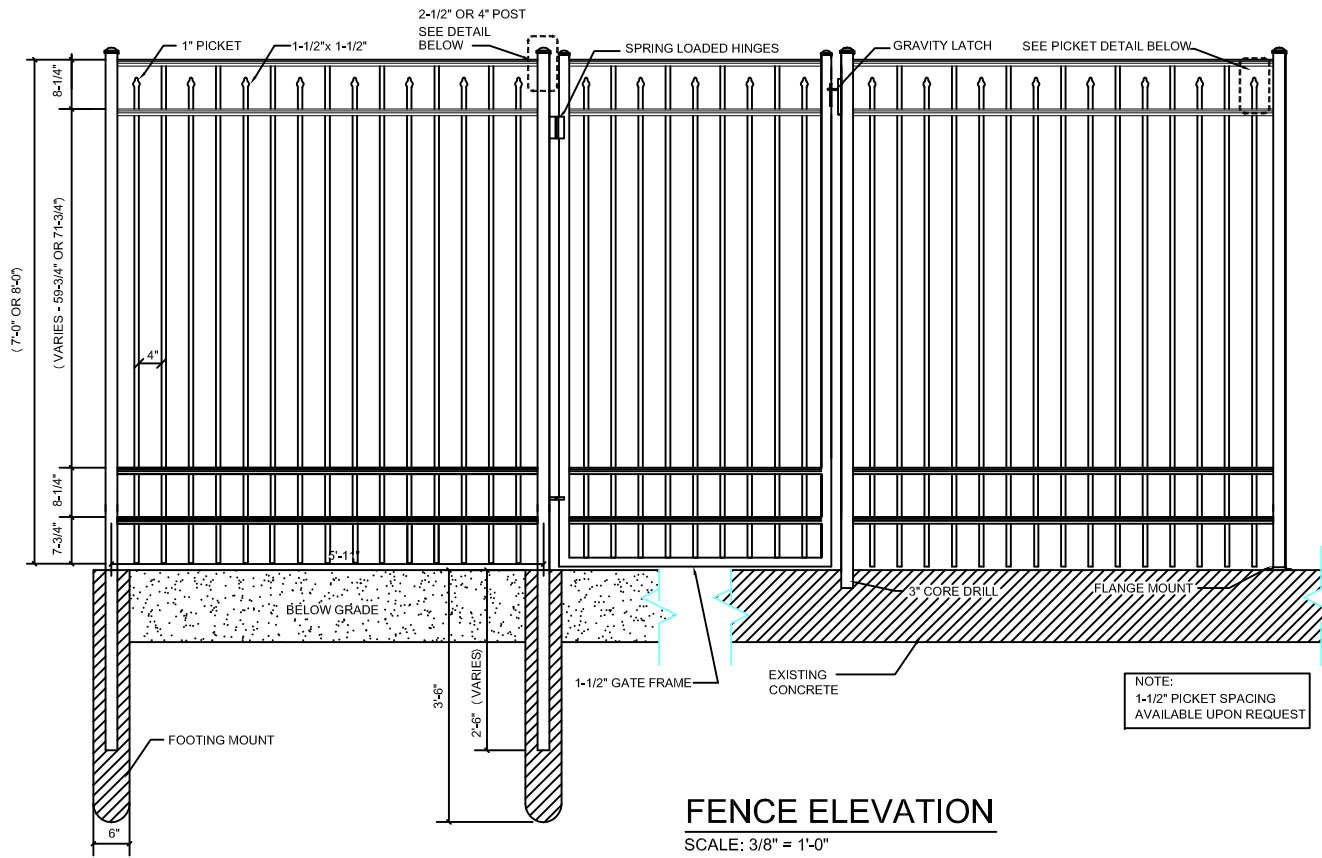 2-1/2" OR 4" POST
SEE DETAIL
BELOW
1" PICKET
1-1/2"x 1-1/2"
SPRING LOADED HINGES
GRAVITY LATCH
SEE PICKET DETAIL BELOW
8-1/4"
(7'-0" OR 8'-0")
(VARIES - 59-3/4" OR 71-3/4")
4"
8-1/4"
7-3/4"
5'-11"
BELOW GRADE
3" CORE DRILL
FLANGE MOUNT
3'-6"
2'-6" (VARIES)
1-1/2" GATE FRAME
EXISTING
CONCRETE
NOTE:
1-1/2" PICKET SPACING
AVAILABLE UPON REQUEST
FOOTING MOUNT
6"
FENCE ELEVATION
SCALE: 3/8" = 1'-0"